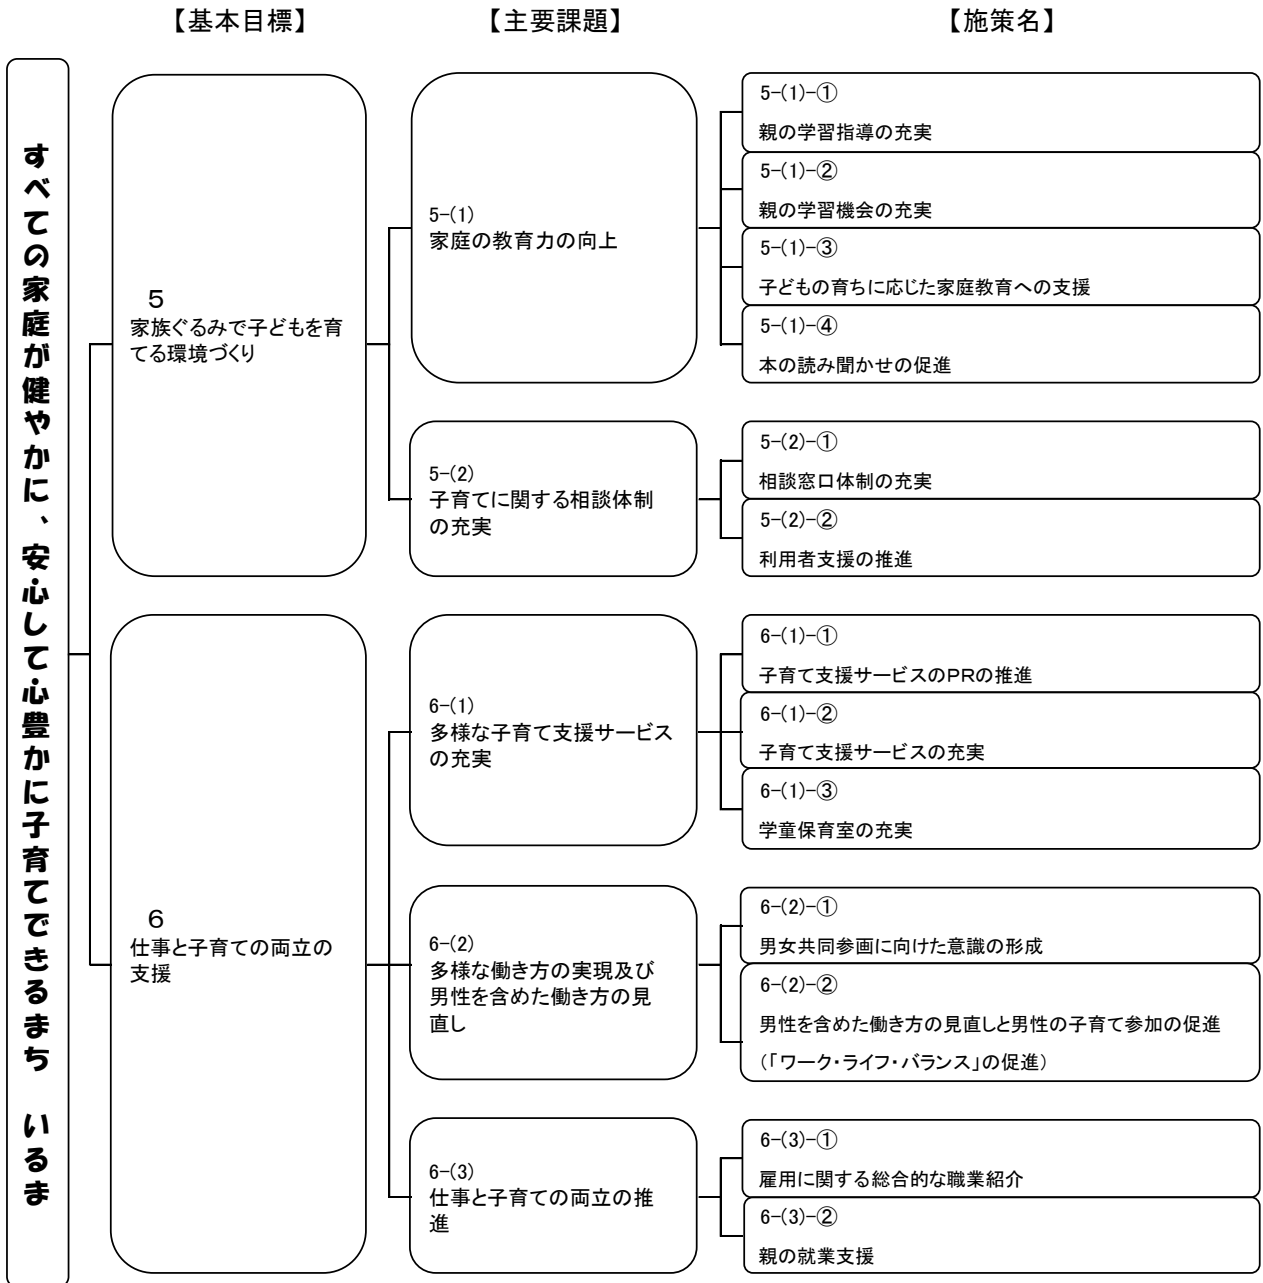 【基本目標】 【主要課題】 【施策名】
すべての家庭が健やかに、安心して心豊かに子育てできるまち いるま
5
家族ぐるみで子どもを育
てる環境づくり
5-(1)
家庭の教育力の向上
5-(1)-①
親の学習指導の充実
5-(1)-②
親の学習機会の充実
5-(1)-③
子どもの育ちに応じた家庭教育への支援
5-(1)-④
本の読み聞かせの促進
5-(2)
子育てに関する相談体制
の充実
5-(2)-①
相談窓口体制の充実
5-(2)-②
利用者支援の推進
6
仕事と子育ての両立の
支援
6-(1)
多様な子育て支援サービス
の充実
6-(1)-①
子育て支援サービスのPRの推進
6-(1)-②
子育て支援サービスの充実
6-(1)-③
学童保育室の充実
6-(2)
多様な働き方の実現及び
男性を含めた働き方の見
直し
6-(2)-①
男女共同参画に向けた意識の形成
6-(2)-②
男性を含めた働き方の見直しと男性の子育て参加の促進
(「ワーク・ライフ・バランス」の促進)
6-(3)
仕事と子育ての両立の推
進
6-(3)-①
雇用に関する総合的な職業紹介
6-(3)-②
親の就業支援